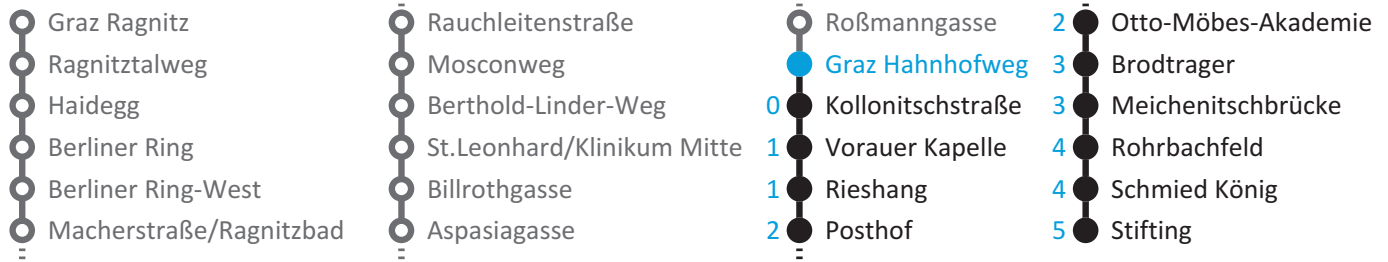 Graz Ragnitz
Ragnitztalweg
Haidegg
Berliner Ring
Berliner Ring-West
Macherstraße/Ragnitzbad
Rauchleitenstraße
Mosconweg
Berthold-Linder-Weg
St.Leonhard/Klinikum Mitte
Billrothgasse
Aspasiagasse
Roßmanngasse
Graz Hahnhofweg
0 Kollonitschstraße
1 Vorauer Kapelle
1 Rieshang
2 Posthof
2 Otto-Möbes-Akademie
3 Brodtrager
3 Meichenitschbrücke
4 Rohrbachfeld
4 Schmied König
5 Stifting